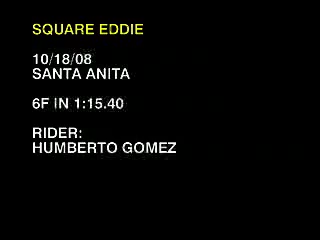 SQUARE EDDIE
10/18/08
SANTA ANITA
6F IN 1:15.40
RIDER:
HUMBERTO GOMEZ